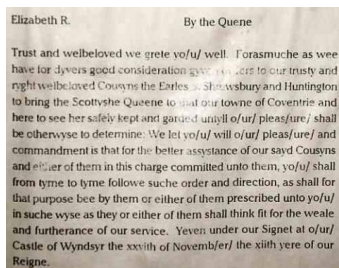 Elizabeth R. By the Quene
Trust and welbeloved we grete yo/u/ well. Forasmuche as wee
have for dyvers good consideration to our trusty and
ryght welbeloved Cousyns the Earles Shrewsbury and Huntington
to bring the Scottyshe Queene to our towne of Coventrie and
here to see her safely kept and garded untyll o/ur/ pleas/ure/ shall
be otherwyse to determine: We let yo/u/ will o/ur/ pleas/ure/ and
commandment is that for the better assystance of our sayd Cousyns
and either of them in this charge committed unto them, yo/u/ shall
from tyme to tyme followe suche order and direction, as shall for
that purpose bee by them or either of them prescribed unto yo/u/
in suche wyse as they or either of them shall think fit for the weale
and furtherance of our service. Yeven under our Signet at o/ur/
Castle of Wyndsyr the xxvith of Novemb/er/ the xiith yere of our
Reigne.